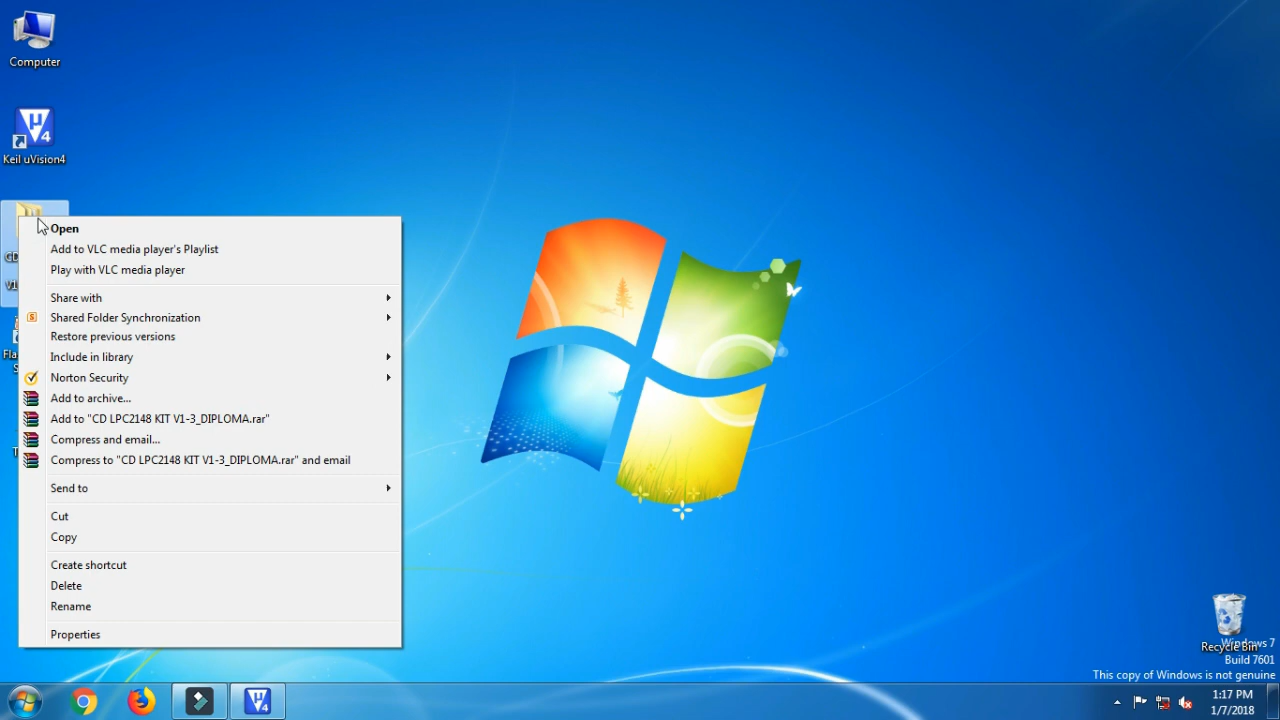 Computer
Keil uVision4
CD
V1
Fla
S
T
Open
Add to VLC media player's Playlist
Play with VLC media player
Share with
Shared Folder Synchronization
Restore previous versions
Include in library
Norton Security
Add to archive...
Add to "CD LPC2148 KIT V1-3_DIPLOMA.rar"
Compress and email...
Compress to "CD LPC2148 KIT V1-3_DIPLOMA.rar" and email
Send to
Cut
Copy
Create shortcut
Delete
Rename
Properties
Recycle Bin
Windows 7
Build 7601
This copy of Windows is not genuine
1:17 PM
1/7/2018